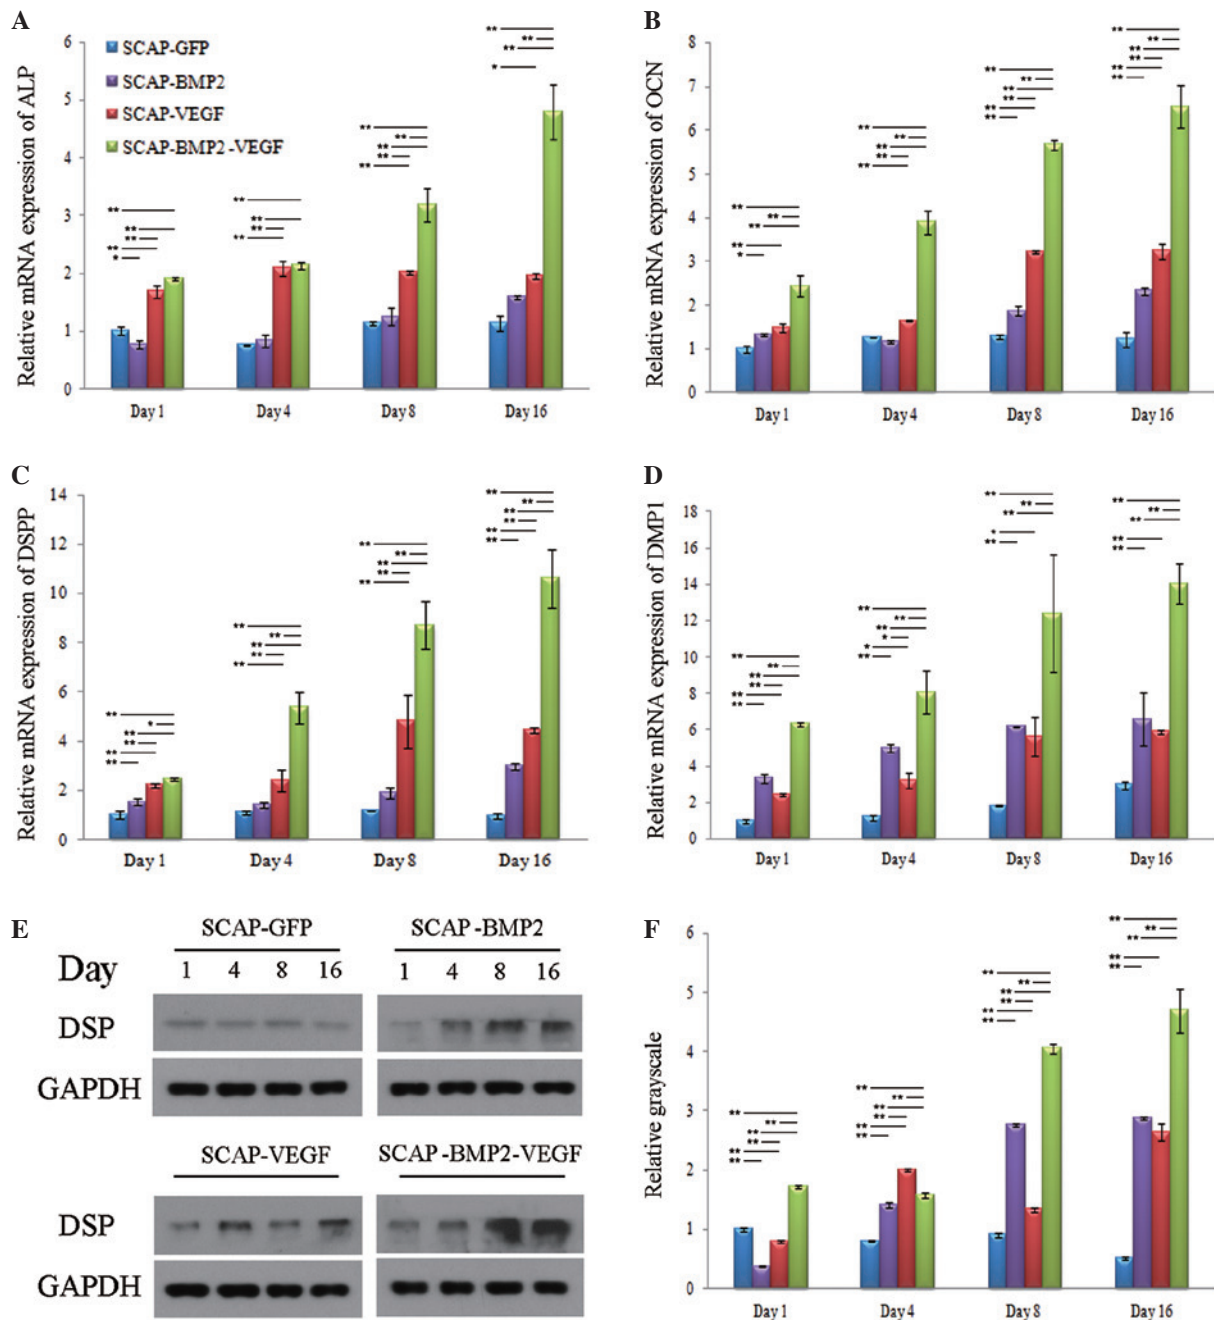 A
Relative mRNA expression of ALP
6
5
4
3
2
1
0
SCAP-GFP
SCAP-BMP2
SCAP-VEGF
SCAP-BMP2-VEGF
** ** ** *
** ** ** ** **
** ** ** **
** ** ** ** *
Day 1 Day 4 Day 8 Day 16
B
Relative mRNA expression of OCN
8
7
6
5
4
3
2
1
0
** ** ** ** ** **
** ** ** ** ** **
** ** ** ** **
** ** ** ** *
Day 1 Day 4 Day 8 Day 16
C
Relative mRNA expression of DSPP
14
12
10
8
6
4
2
0
** ** ** ** ** **
** ** ** ** **
** ** ** ** **
** * ** ** ** **
Day 1 Day 4 Day 8 Day 16
D
Relative mRNA expression of DMP1
18
16
14
12
10
8
6
4
2
0
** ** ** * **
** ** ** ** **
** ** ** * * **
** ** ** ** ** **
Day 1 Day 4 Day 8 Day 16
E
SCAP-GFP SCAP-BMP2
Day 1 4 8 16 1 4 8 16
DSP
GAPDH
SCAP-VEGF SCAP-BMP2-VEGF
DSP
GAPDH
F
Relative grayscale
6
5
4
3
2
1
0
** ** ** ** **
** ** ** ** ** **
** ** ** ** **
** ** ** ** ** **
Day 1 Day 4 Day 8 Day 16